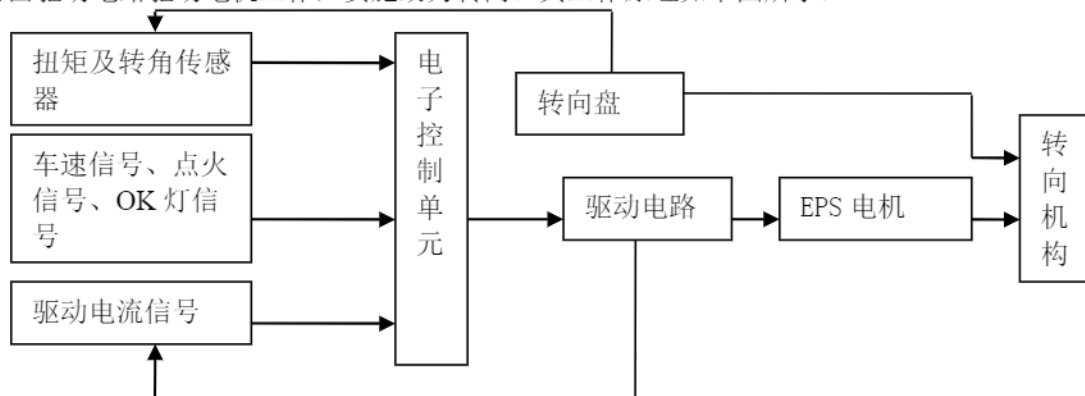 扭矩及转角传感
器
车速信号、点火
信号、OK 灯信
号
驱动电流信号
电
子
控
制
单
元
转向盘
驱动电路
EPS 电机
转
向
机
构